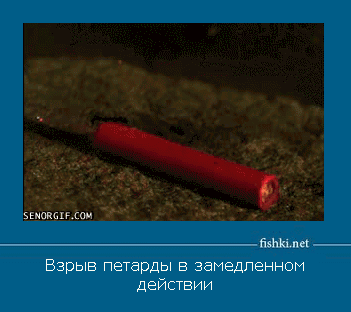 SENORGIF.COM
fishki.net
Взрыв петарды в замедленном
действии